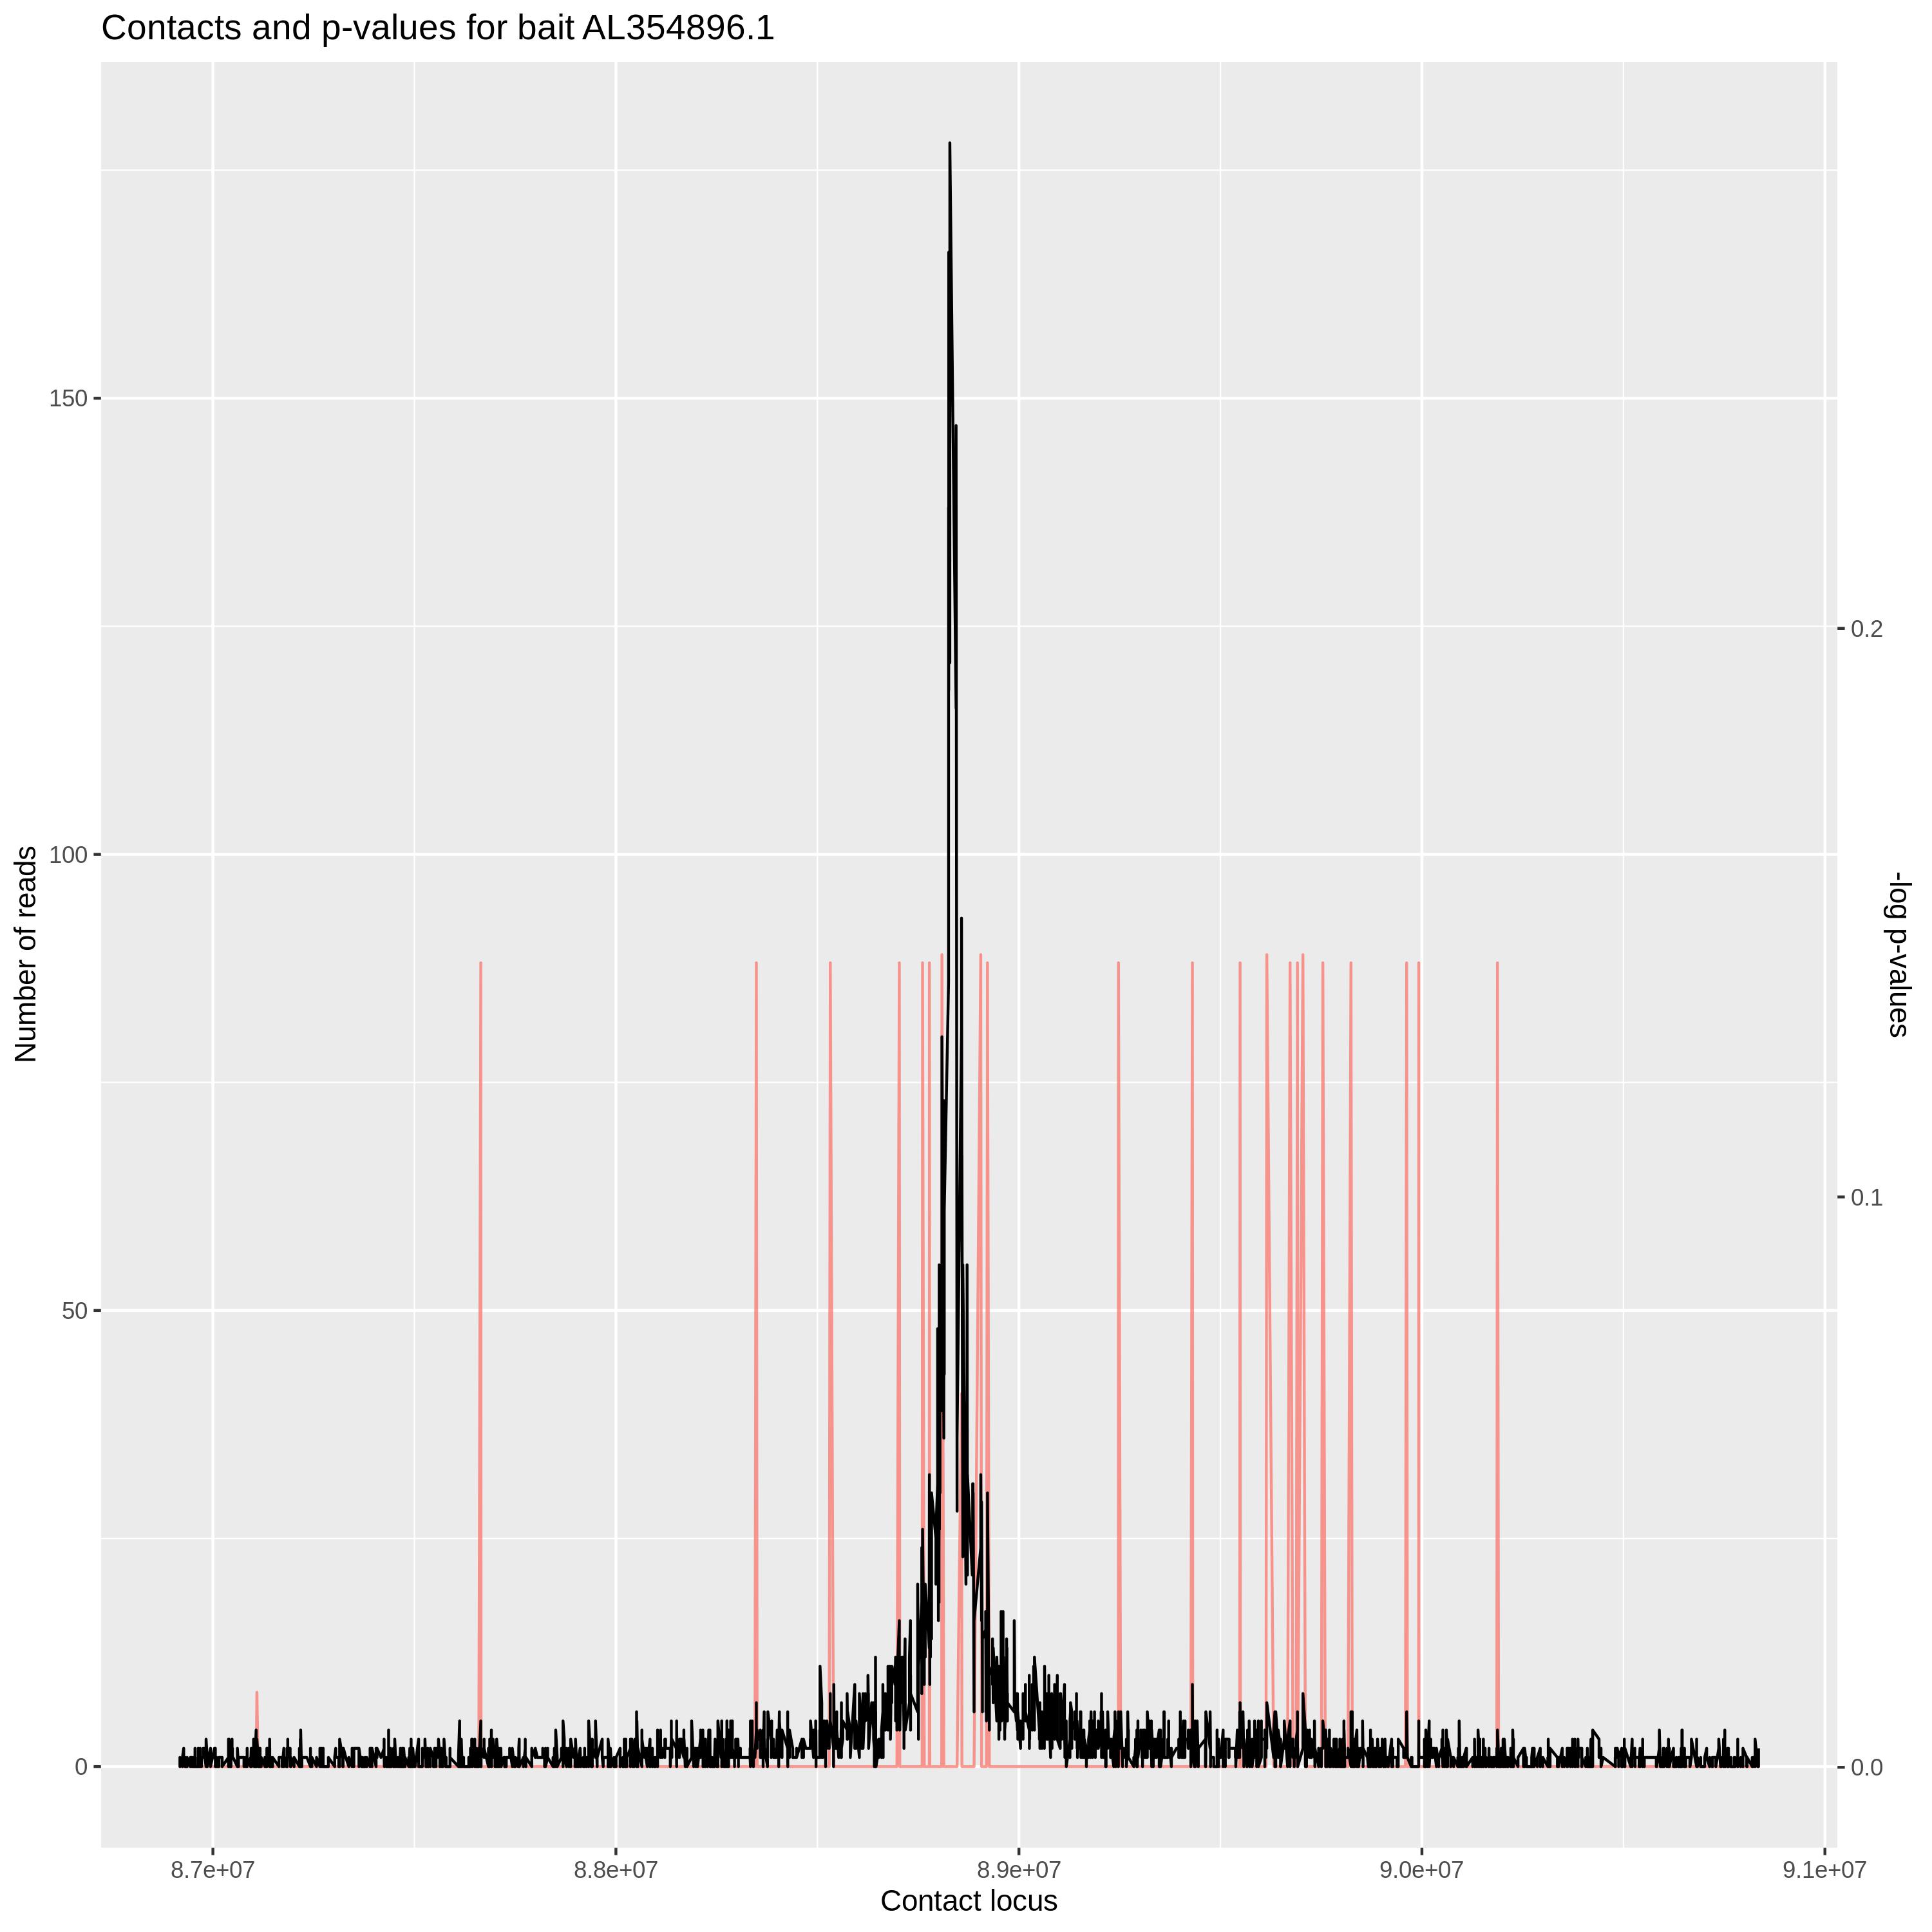 Contacts and p-values for bait AL354896.1
Number of reads
150
100
50
0
0.2
0.1
0.0
-log p-values
8.7e+07 8.8e+07 8.9e+07 9.0e+07 9.1e+07
Contact locus